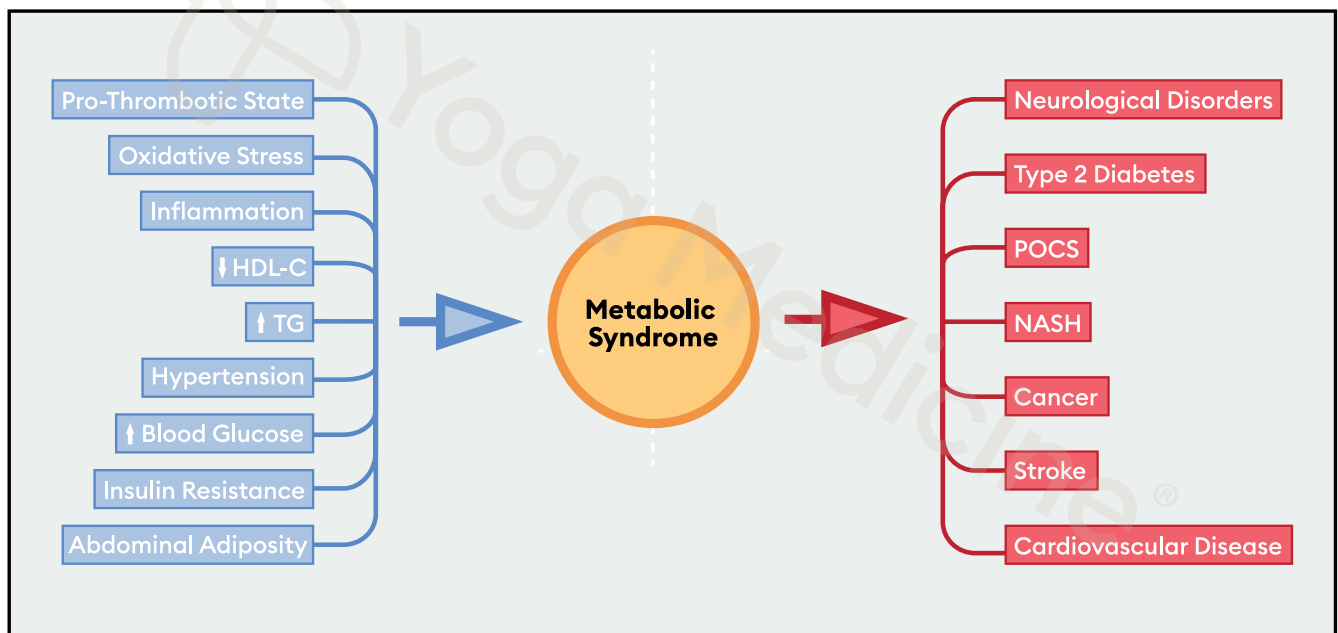 Pro-Thrombotic State
Oxidative Stress
Inflammation
⬇ HDL-C
⬆ TG
Hypertension
⬆ Blood Glucose
Insulin Resistance
Abdominal Adiposity
Metabolic
Syndrome
Neurological Disorders
Type 2 Diabetes
POCS
NASH
Cancer
Stroke
Cardiovascular Disease
Yoga Medicine®